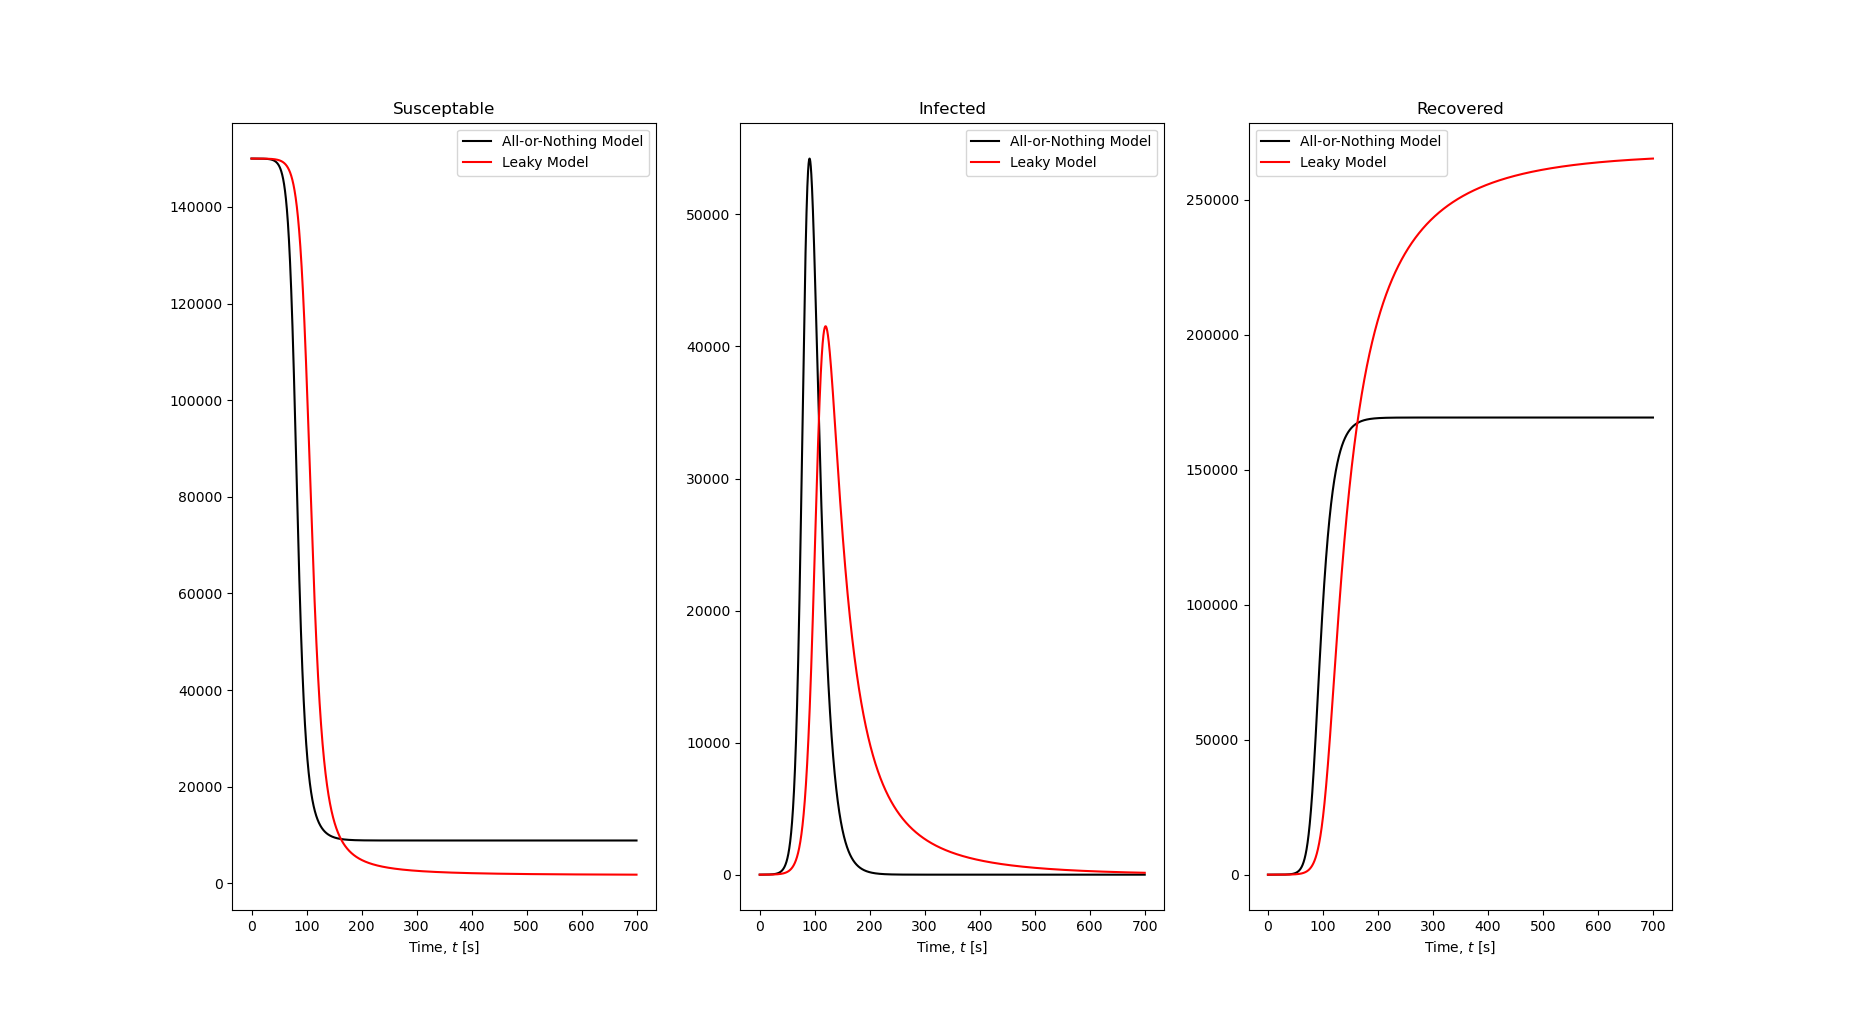 Susceptable
All-or-Nothing Model
Leaky Model
140000
120000
100000
80000
60000
40000
20000
0
0 100 200 300 400 500 600 700
Time, t [s]
Infected
All-or-Nothing Model
Leaky Model
50000
40000
30000
20000
10000
0
0 100 200 300 400 500 600 700
Time, t [s]
Recovered
All-or-Nothing Model
Leaky Model
250000
200000
150000
100000
50000
0
0 100 200 300 400 500 600 700
Time, t [s]